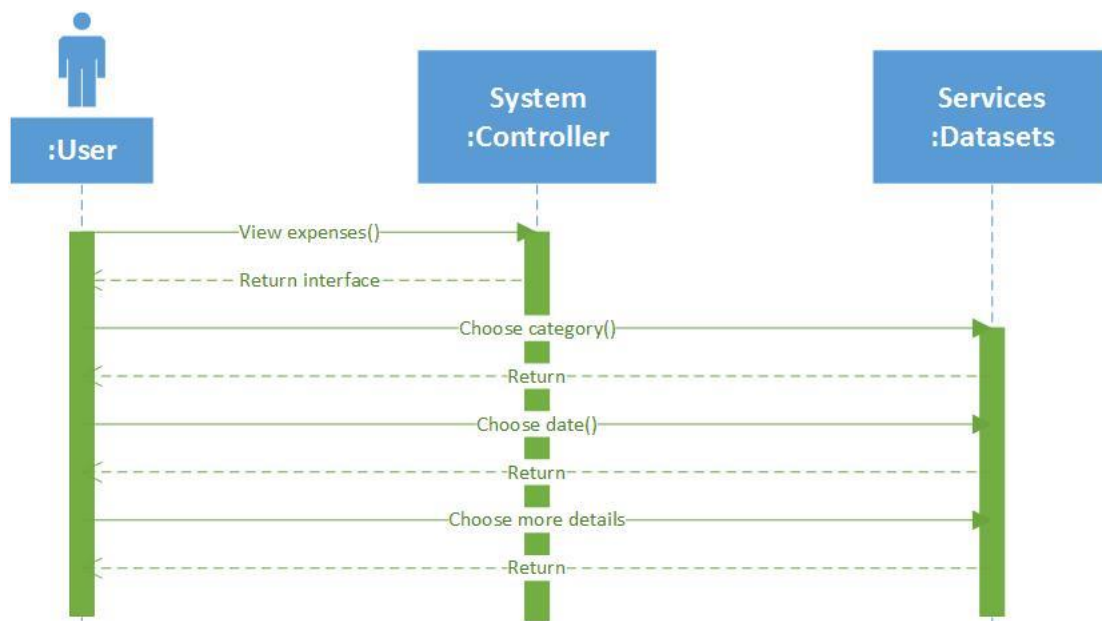 :User
System
:Controller
Services
:Datasets
View expenses()
Return interface
Choose category()
Return
Choose date()
Return
Choose more details
Return